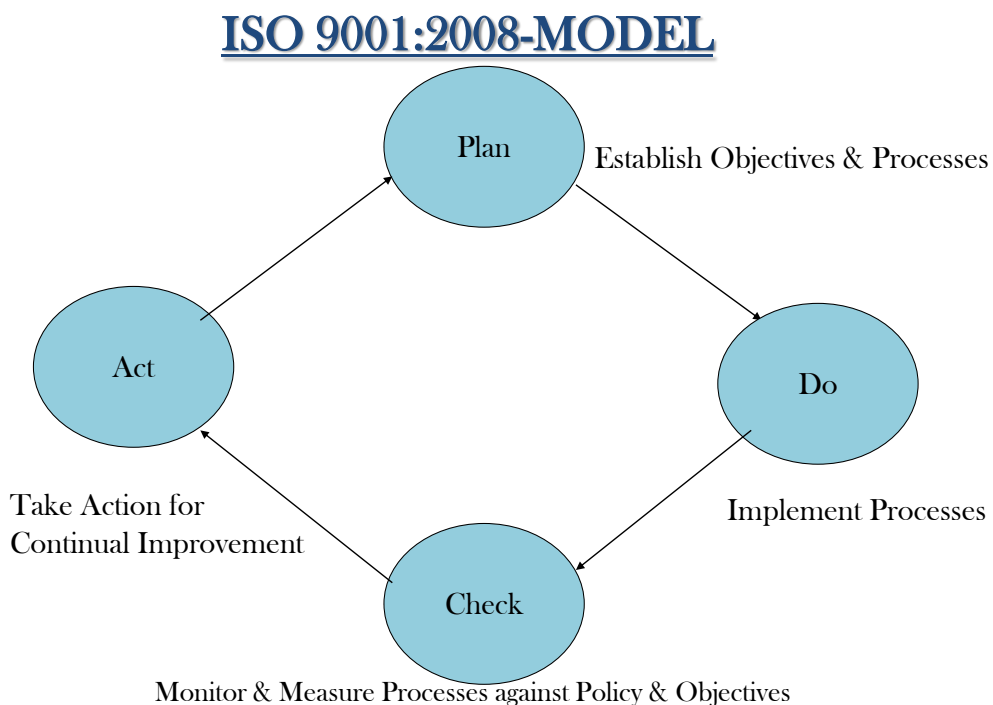 ISO 9001:2008-MODEL
Plan
Establish Objectives & Processes
Act
Do
Take Action for
Continual Improvement
Implement Processes
Check
Monitor & Measure Processes against Policy & Objectives